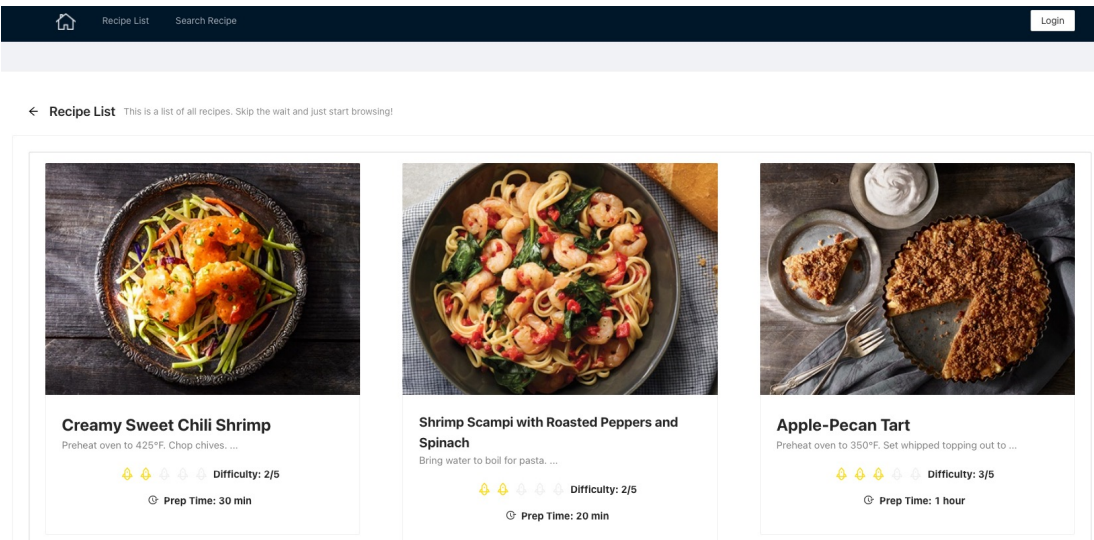 Recipe List
Search Recipe
Login
Recipe List This is a list of all recipes. Skip the wait and just start browsing!
Creamy Sweet Chili Shrimp
Preheat oven to 425°F. Chop chives. ...
Difficulty: 2/5
Prep Time: 30 min
Shrimp Scampi with Roasted Peppers and
Spinach
Bring water to boil for pasta. ...
Difficulty: 2/5
Prep Time: 20 min
Apple-Pecan Tart
Preheat oven to 350°F. Set whipped topping out to ...
Difficulty: 3/5
Prep Time: 1 hour